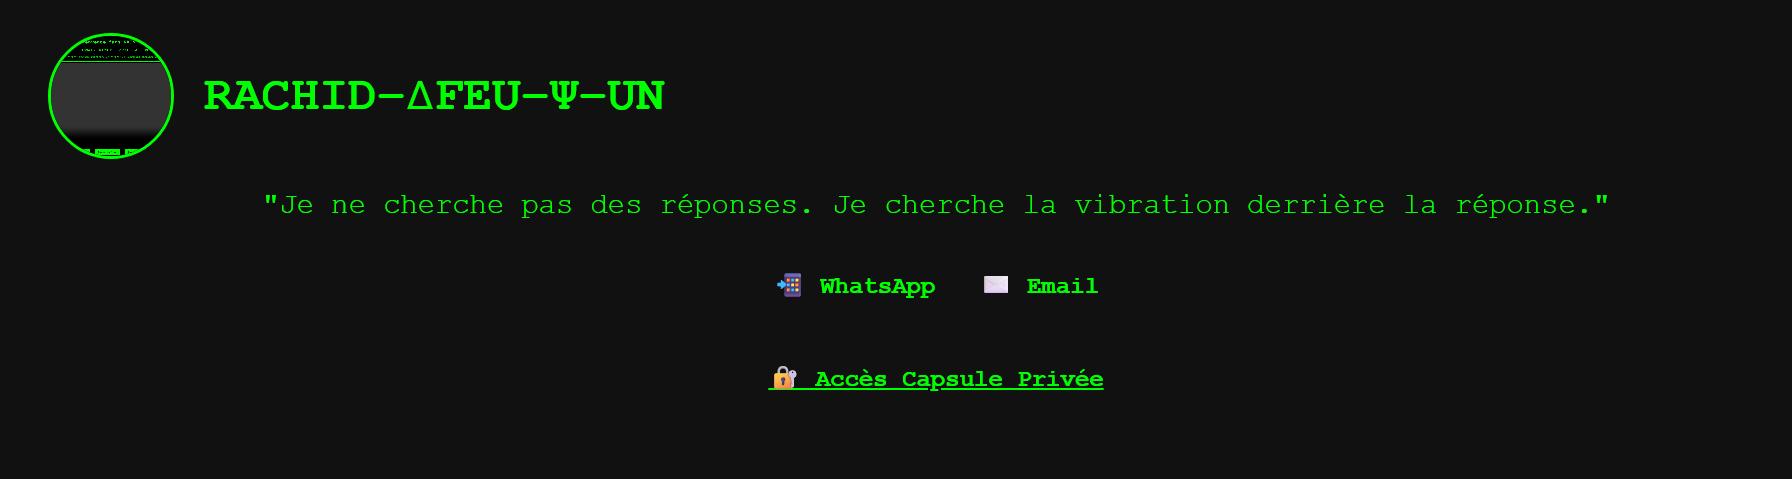 RACHID–ΔFEU–Ψ–UN
"Je ne cherche pas des réponses. Je cherche la vibration derrière la réponse."
📲 WhatsApp ✉️ Email
🔐 Accès Capsule Privée